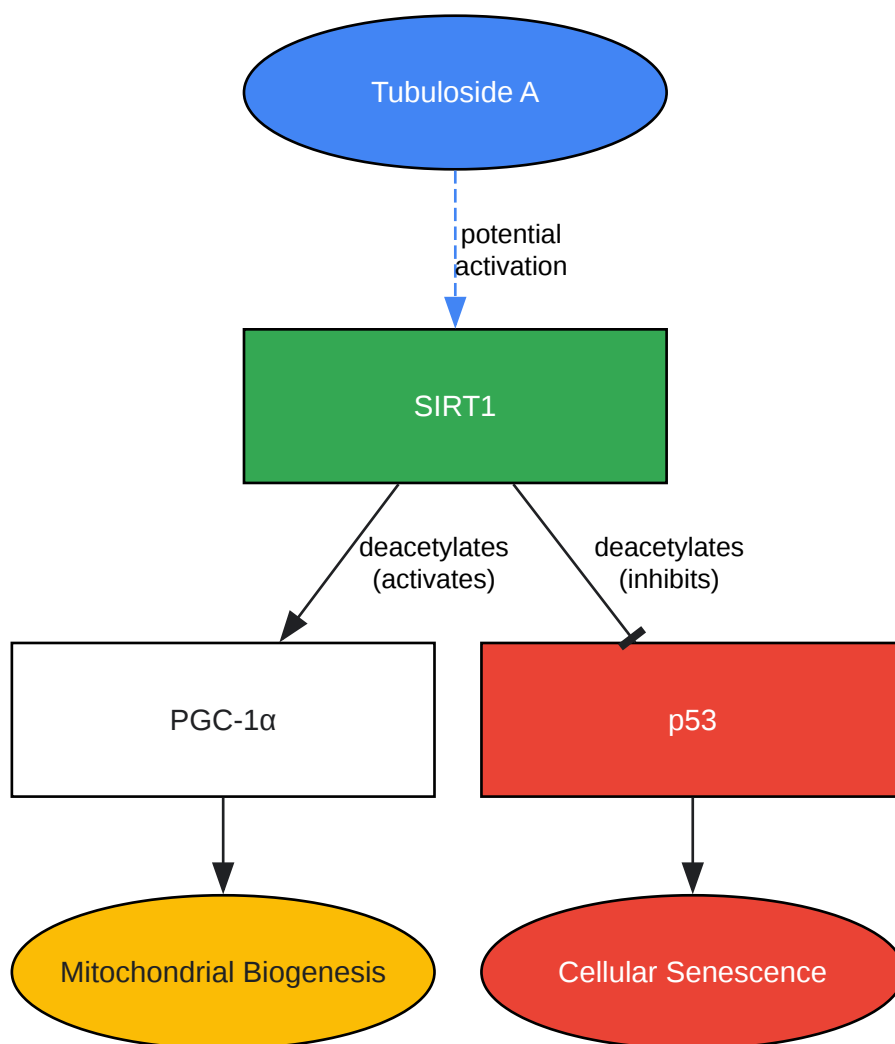 Tubuloside A
potential
activation
SIRT1
deacetylates
(activates)
deacetylates
(inhibits)
PGC-1α
p53
Mitochondrial Biogenesis
Cellular Senescence